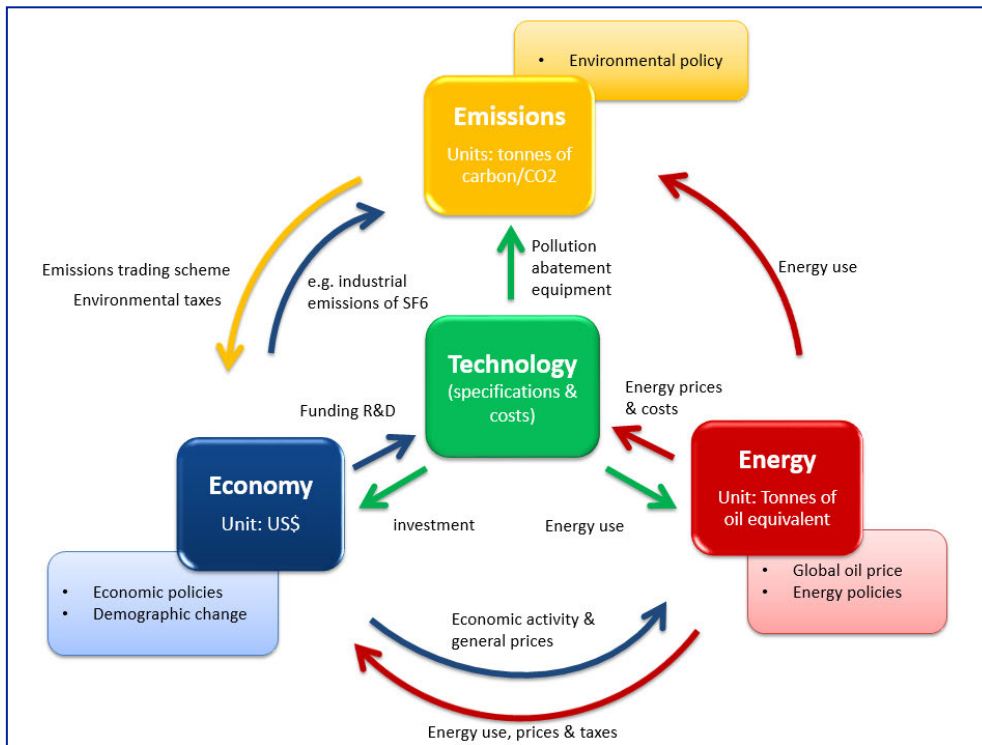 • Environmental policy
Emissions
Units: tonnes of
carbon/CO2
Emissions trading scheme
Environmental taxes
e.g. industrial
emissions of SF6
Pollution
abatement
equipment
Energy use
Technology
(specifications &
costs)
Funding R&D
Energy prices
& costs
Economy
Unit: US$
investment
Energy use
Energy
Unit: Tonnes of
oil equivalent
• Economic policies
• Demographic change
• Global oil price
• Energy policies
Economic activity &
general prices
Energy use, prices & taxes